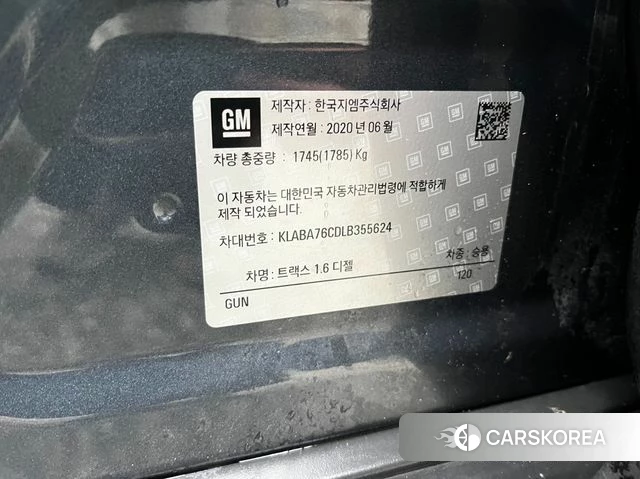 GM
제작자 : 한국지엠주식회사
제작연월 : 2020 년 06 월
차량 총중량 : 1745(1785) Kg
이 자동차는 대한민국 자동차관리법령에 적합하게
제작 되었습니다.
차대번호 : KLABA76CDLB355624
차명 : 트랙스 1.6 디젤
차종 : 승용
GUN
120
CARSKOREA